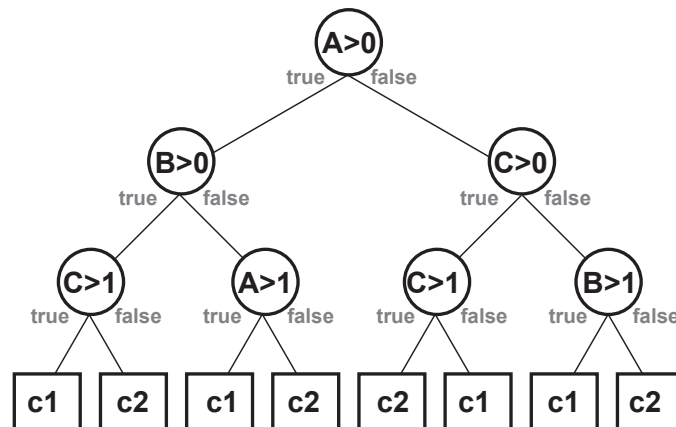 A>0
true false
B>0 C>0
true false true false
C>1 A>1 C>1 B>1
true false true false true false true false
c1 c2 c1 c2 c2 c1 c1 c2